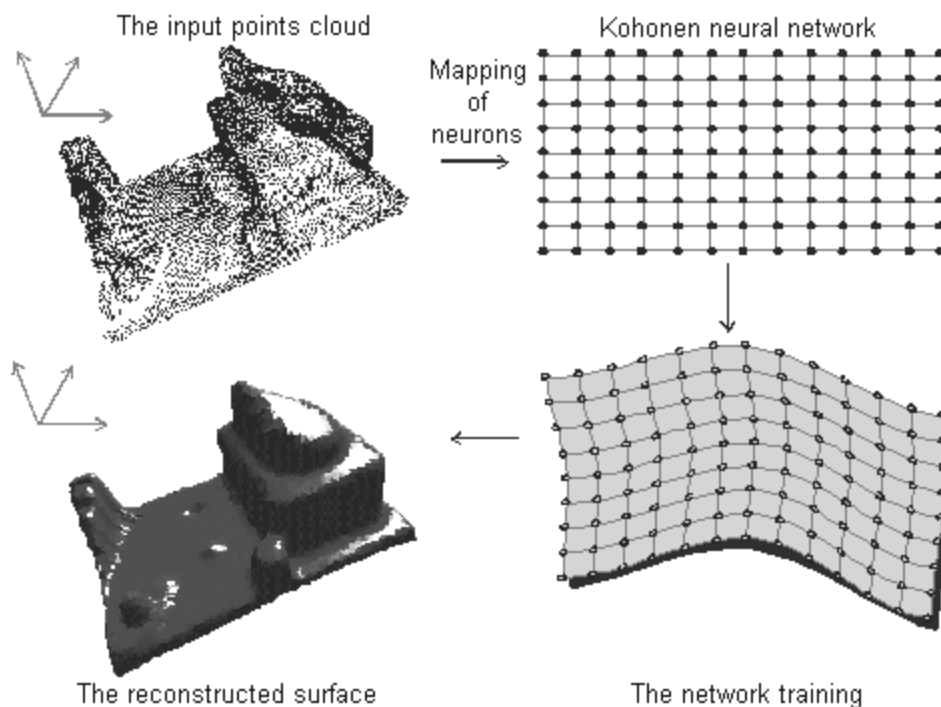 The input points cloud
Kohonen neural network
Mapping
of
neurons
The reconstructed surface
The network training